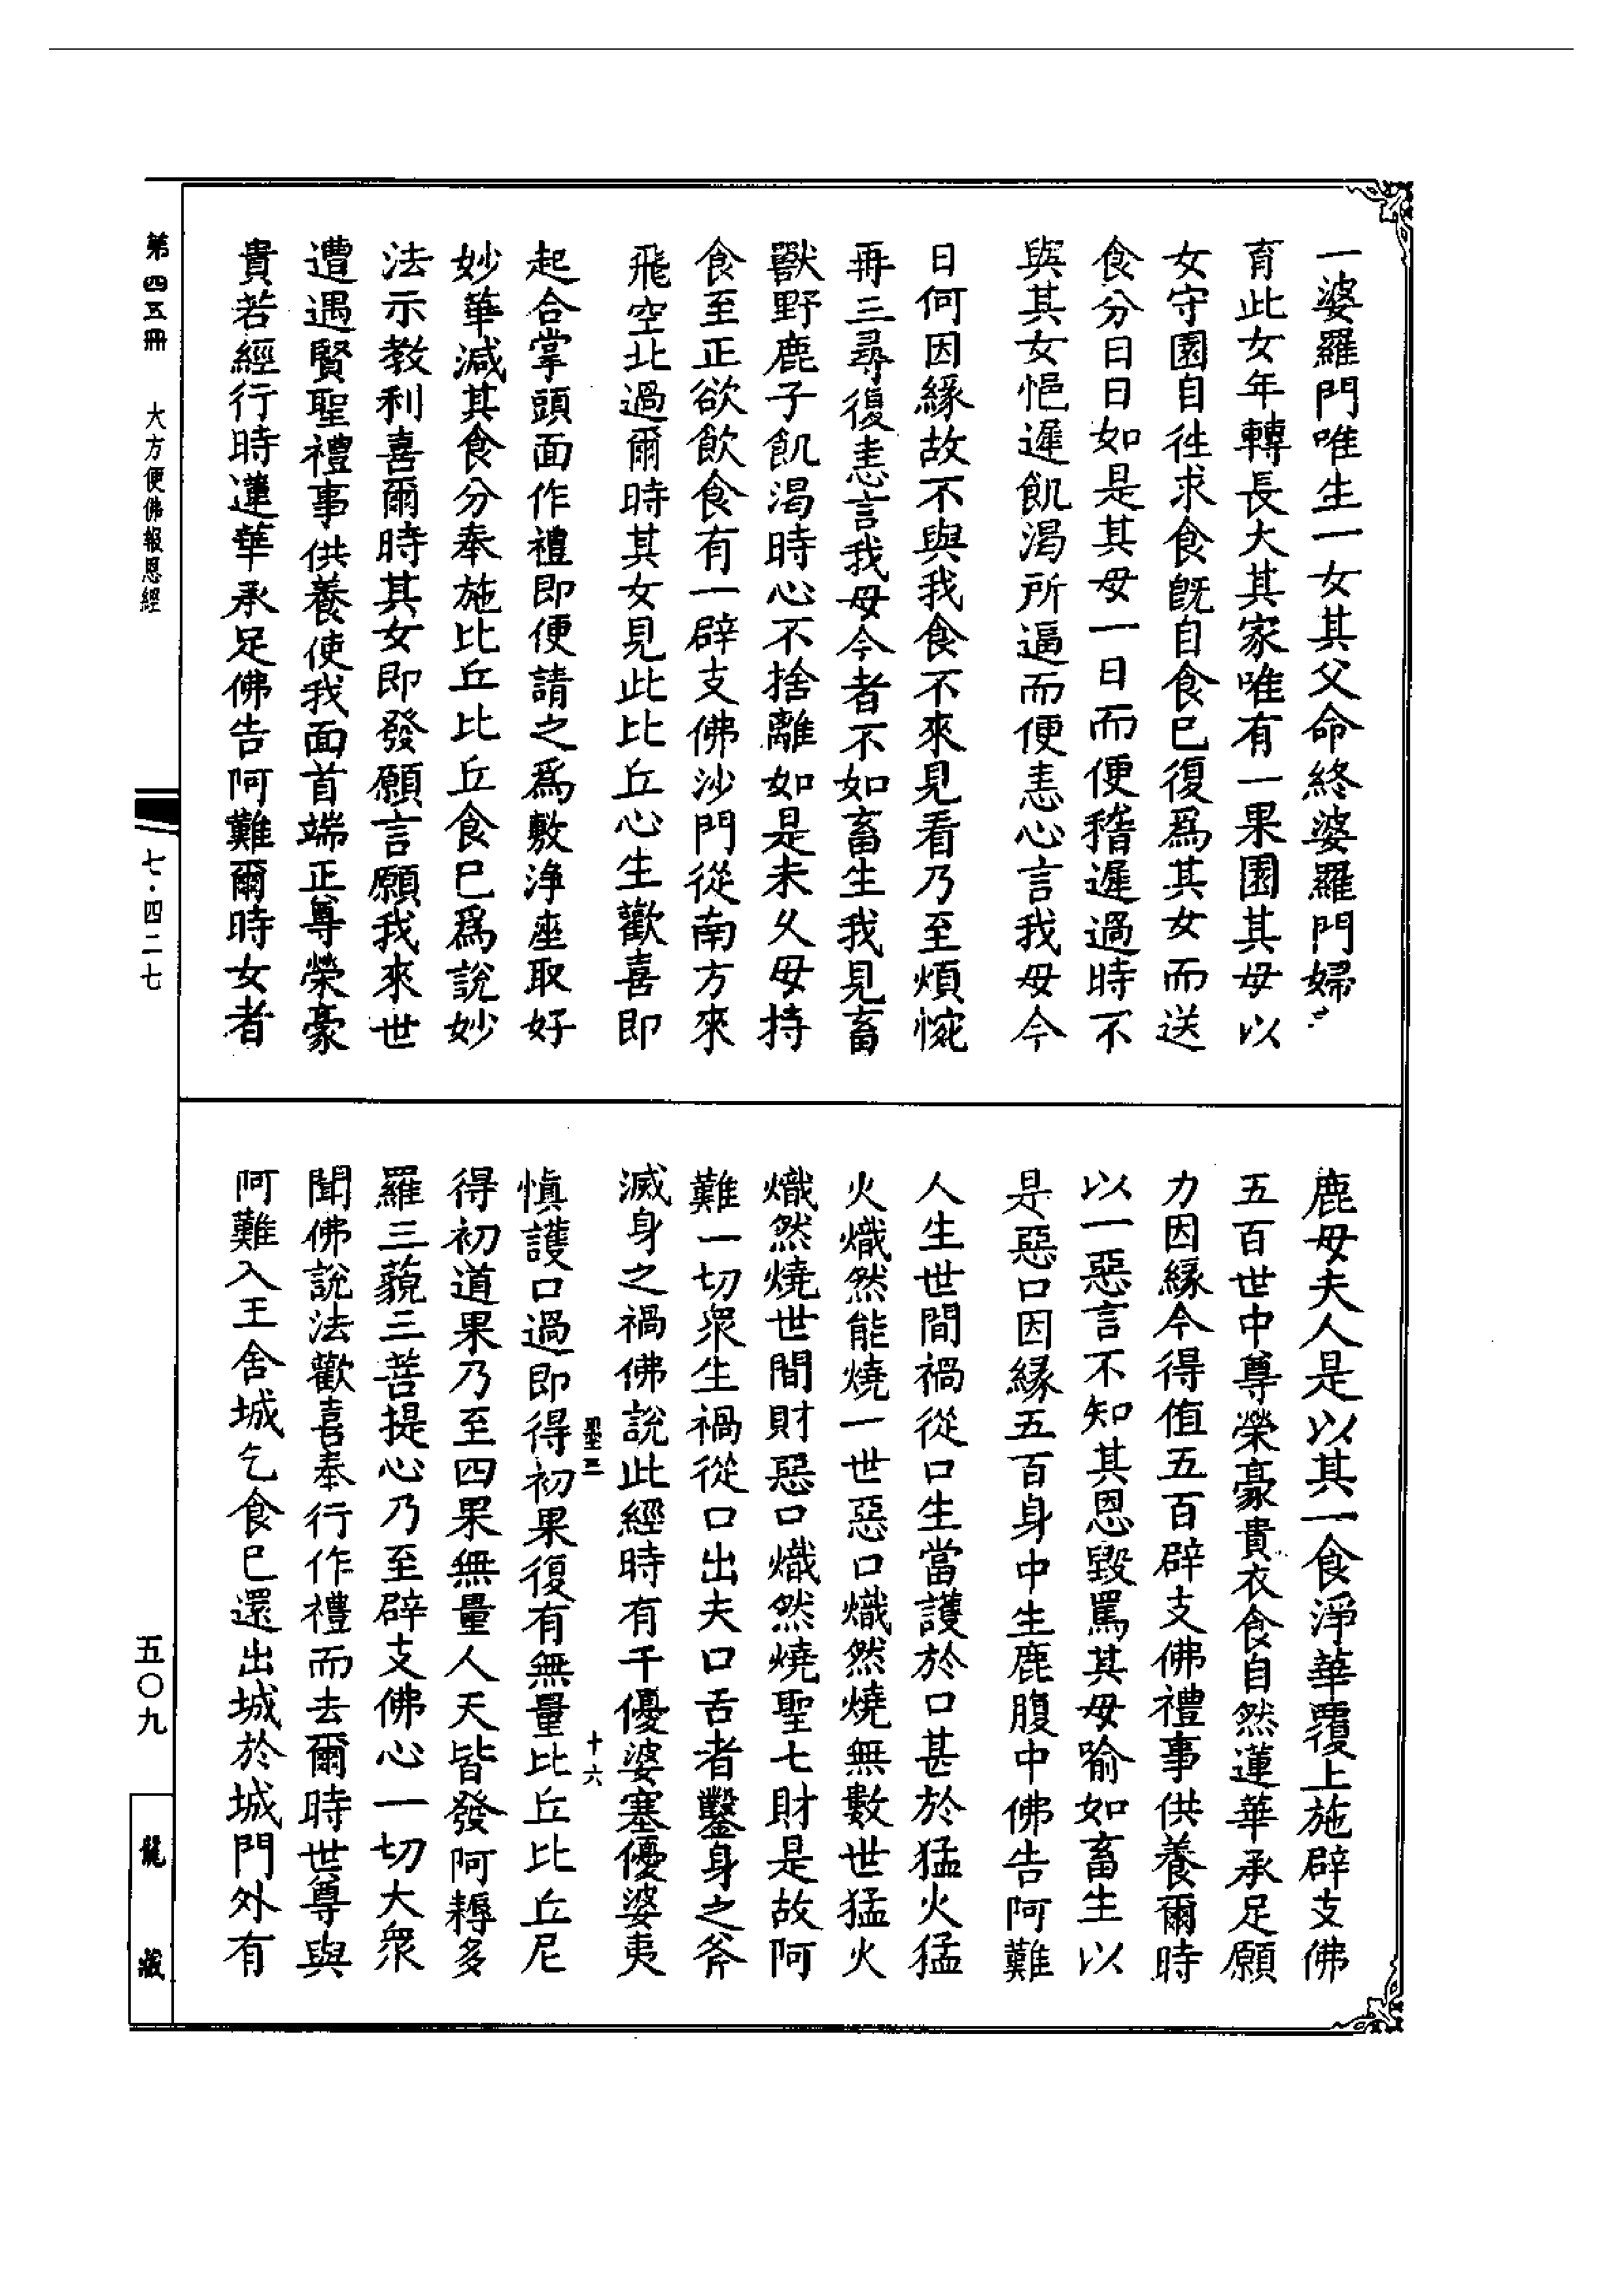 一婆羅門唯生一女其父命終婆羅門婦
育此女年轉長大其家唯有一果園其母以
女守園自往求食既自食已復爲其女而送
食分日日如是其母一日而便稽遲過時不
與其女悒遲飢渴所逼而便恚心言我母今
日何因緣故不與我食不來見看乃至煩惋
再三尋復恚言我母今者不如畜生我見畜
獸野鹿子飢渴時心不捨離如是未久母持
食至正欲飲食有一辟支佛沙門從南方來
飛空北過爾時其女見此比丘心生歡喜即
起合掌頭面作禮即便請之爲敷淨座取好
妙華減其食分奉施比丘比丘食已爲說妙
法示教利喜爾時其女即發願言願我來世
遭遇賢聖禮事供養使我面首端正尊榮豪
貴若經行時蓮華承足佛告阿難爾時女者
鹿母夫人是以其一食淨華覆上施辟支佛
五百世中尊榮豪貴衣食自然蓮華承足願
力因緣今得值五百辟支佛禮事供養爾時
以一惡言不知其恩毀罵其母喻如畜生以
是惡口因緣五百身中生鹿腹中佛告阿難
人生世間禍從口生當護於口甚於猛火猛
火熾然能燒一世惡口熾然燒無數世猛火
熾然燒世間財惡口熾然燒聖七財是故阿
難一切眾生禍從口出夫口舌者鑿身之斧
滅身之禍佛說此經時有千優婆塞優婆夷
十六
慎護口過即得初果復有無量比丘比丘尼
得初道果乃至四果無量人天皆發阿耨多
羅三藐三菩提心乃至辟支佛心一切大眾
聞佛說法歡喜奉行作禮而去爾時世尊與
阿難入王舍城乞食已還出城於城門外有
第四五冊 大方便佛報恩經
七·四二七
五〇九
龍藏